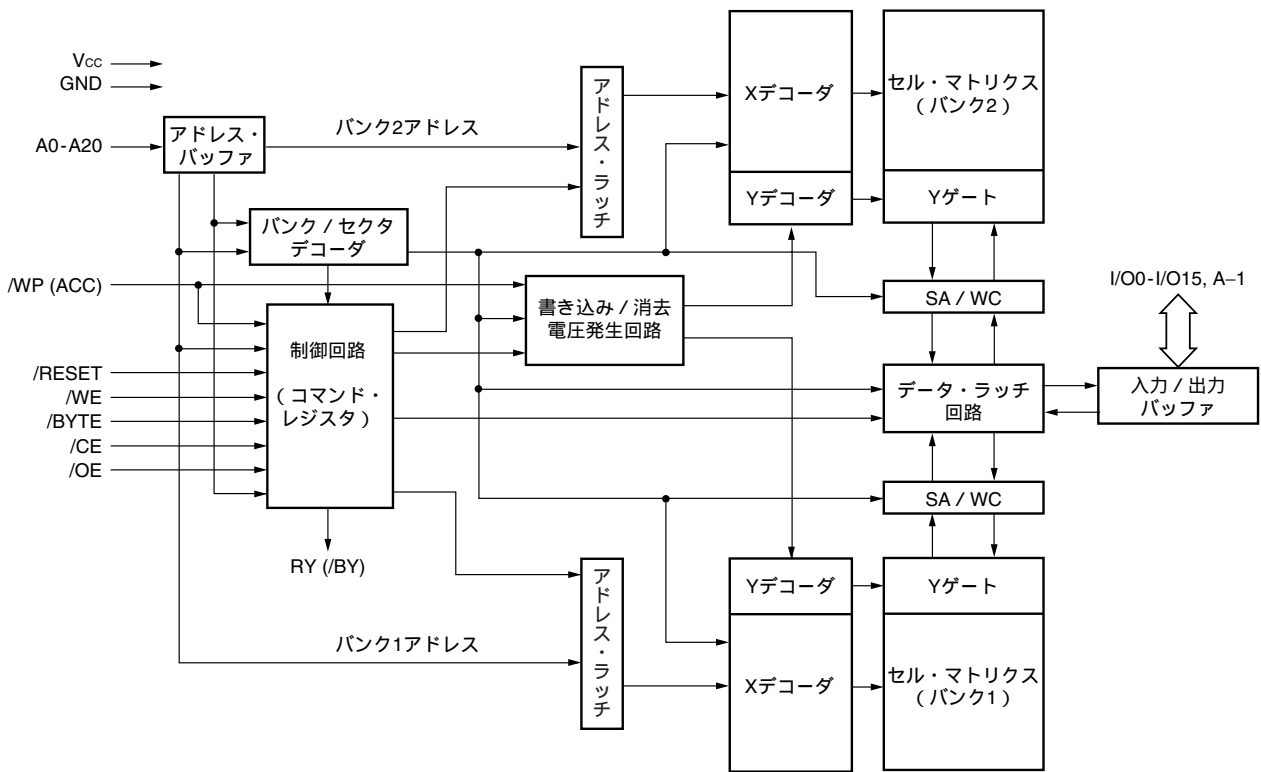 VCC
GND
A0-A20
アドレス・
バッファ
バンク2アドレス
アドレス・ラッチ
Xデコーダ
Yデコーダ
セル・マトリクス
（バンク2）
Yゲート
バンク / セクタ
デコーダ
/WP (ACC)
書き込み / 消去
電圧発生回路
SA / WC
I/O0-I/O15, A–1
制御回路
（コマンド・
レジスタ）
/RESET
/WE
/BYTE
/CE
/OE
データ・ラッチ
回路
入力 / 出力
バッファ
SA / WC
RY (/BY)
アドレス・ラッチ
Yデコーダ
Yゲート
バンク1アドレス
Xデコーダ
セル・マトリクス
（バンク1）